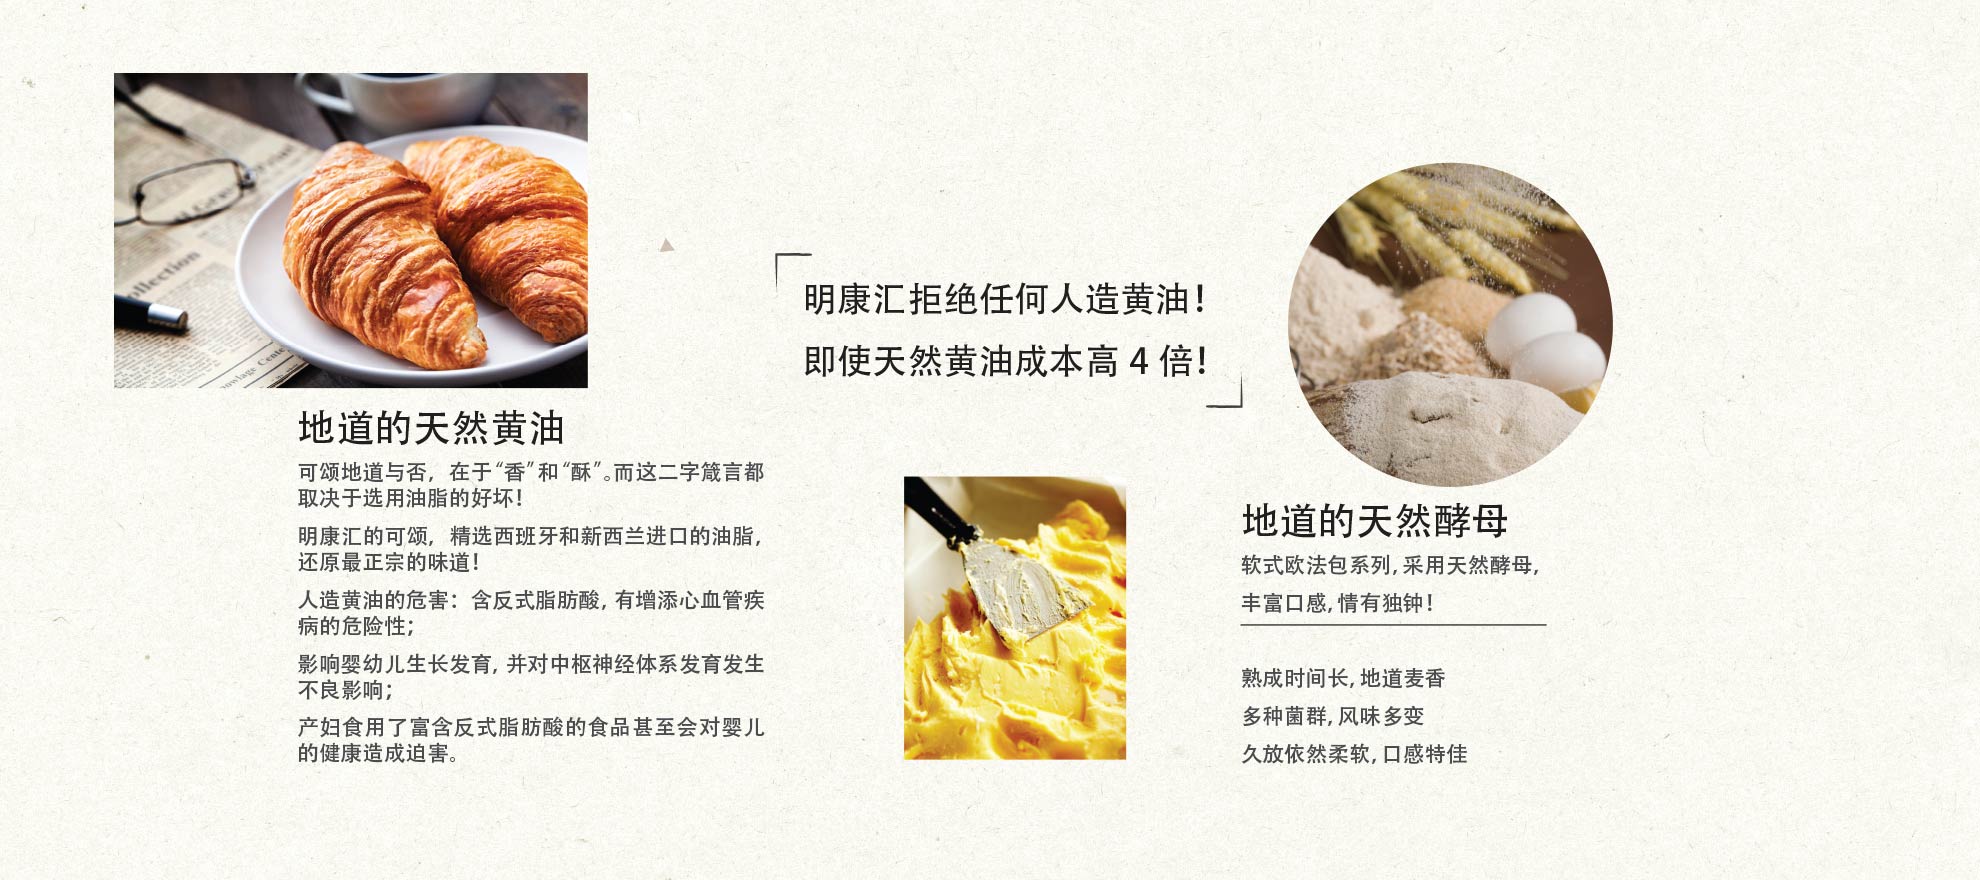 地道的天然黄油
可颂地道与否，在于“香”和“酥”。而这二字箴言都
取决于选用油脂的好坏！
明康汇的可颂，精选西班牙和新西兰进口的油脂，
还原最正宗的味道！
人造黄油的危害：含反式脂肪酸，有增添心血管疾
病的危险性；
影响婴幼儿生长发育，并对中枢神经体系发育发生
不良影响；
产妇食用了富含反式脂肪酸的食品甚至会对婴儿
的健康造成迫害。
明康汇拒绝任何人造黄油！
即使天然黄油成本高 4 倍！
地道的天然酵母
软式欧法包系列，采用天然酵母，
丰富口感，情有独钟！
熟成时间长，地道麦香
多种菌群，风味多变
久放依然柔软，口感特佳
ollection